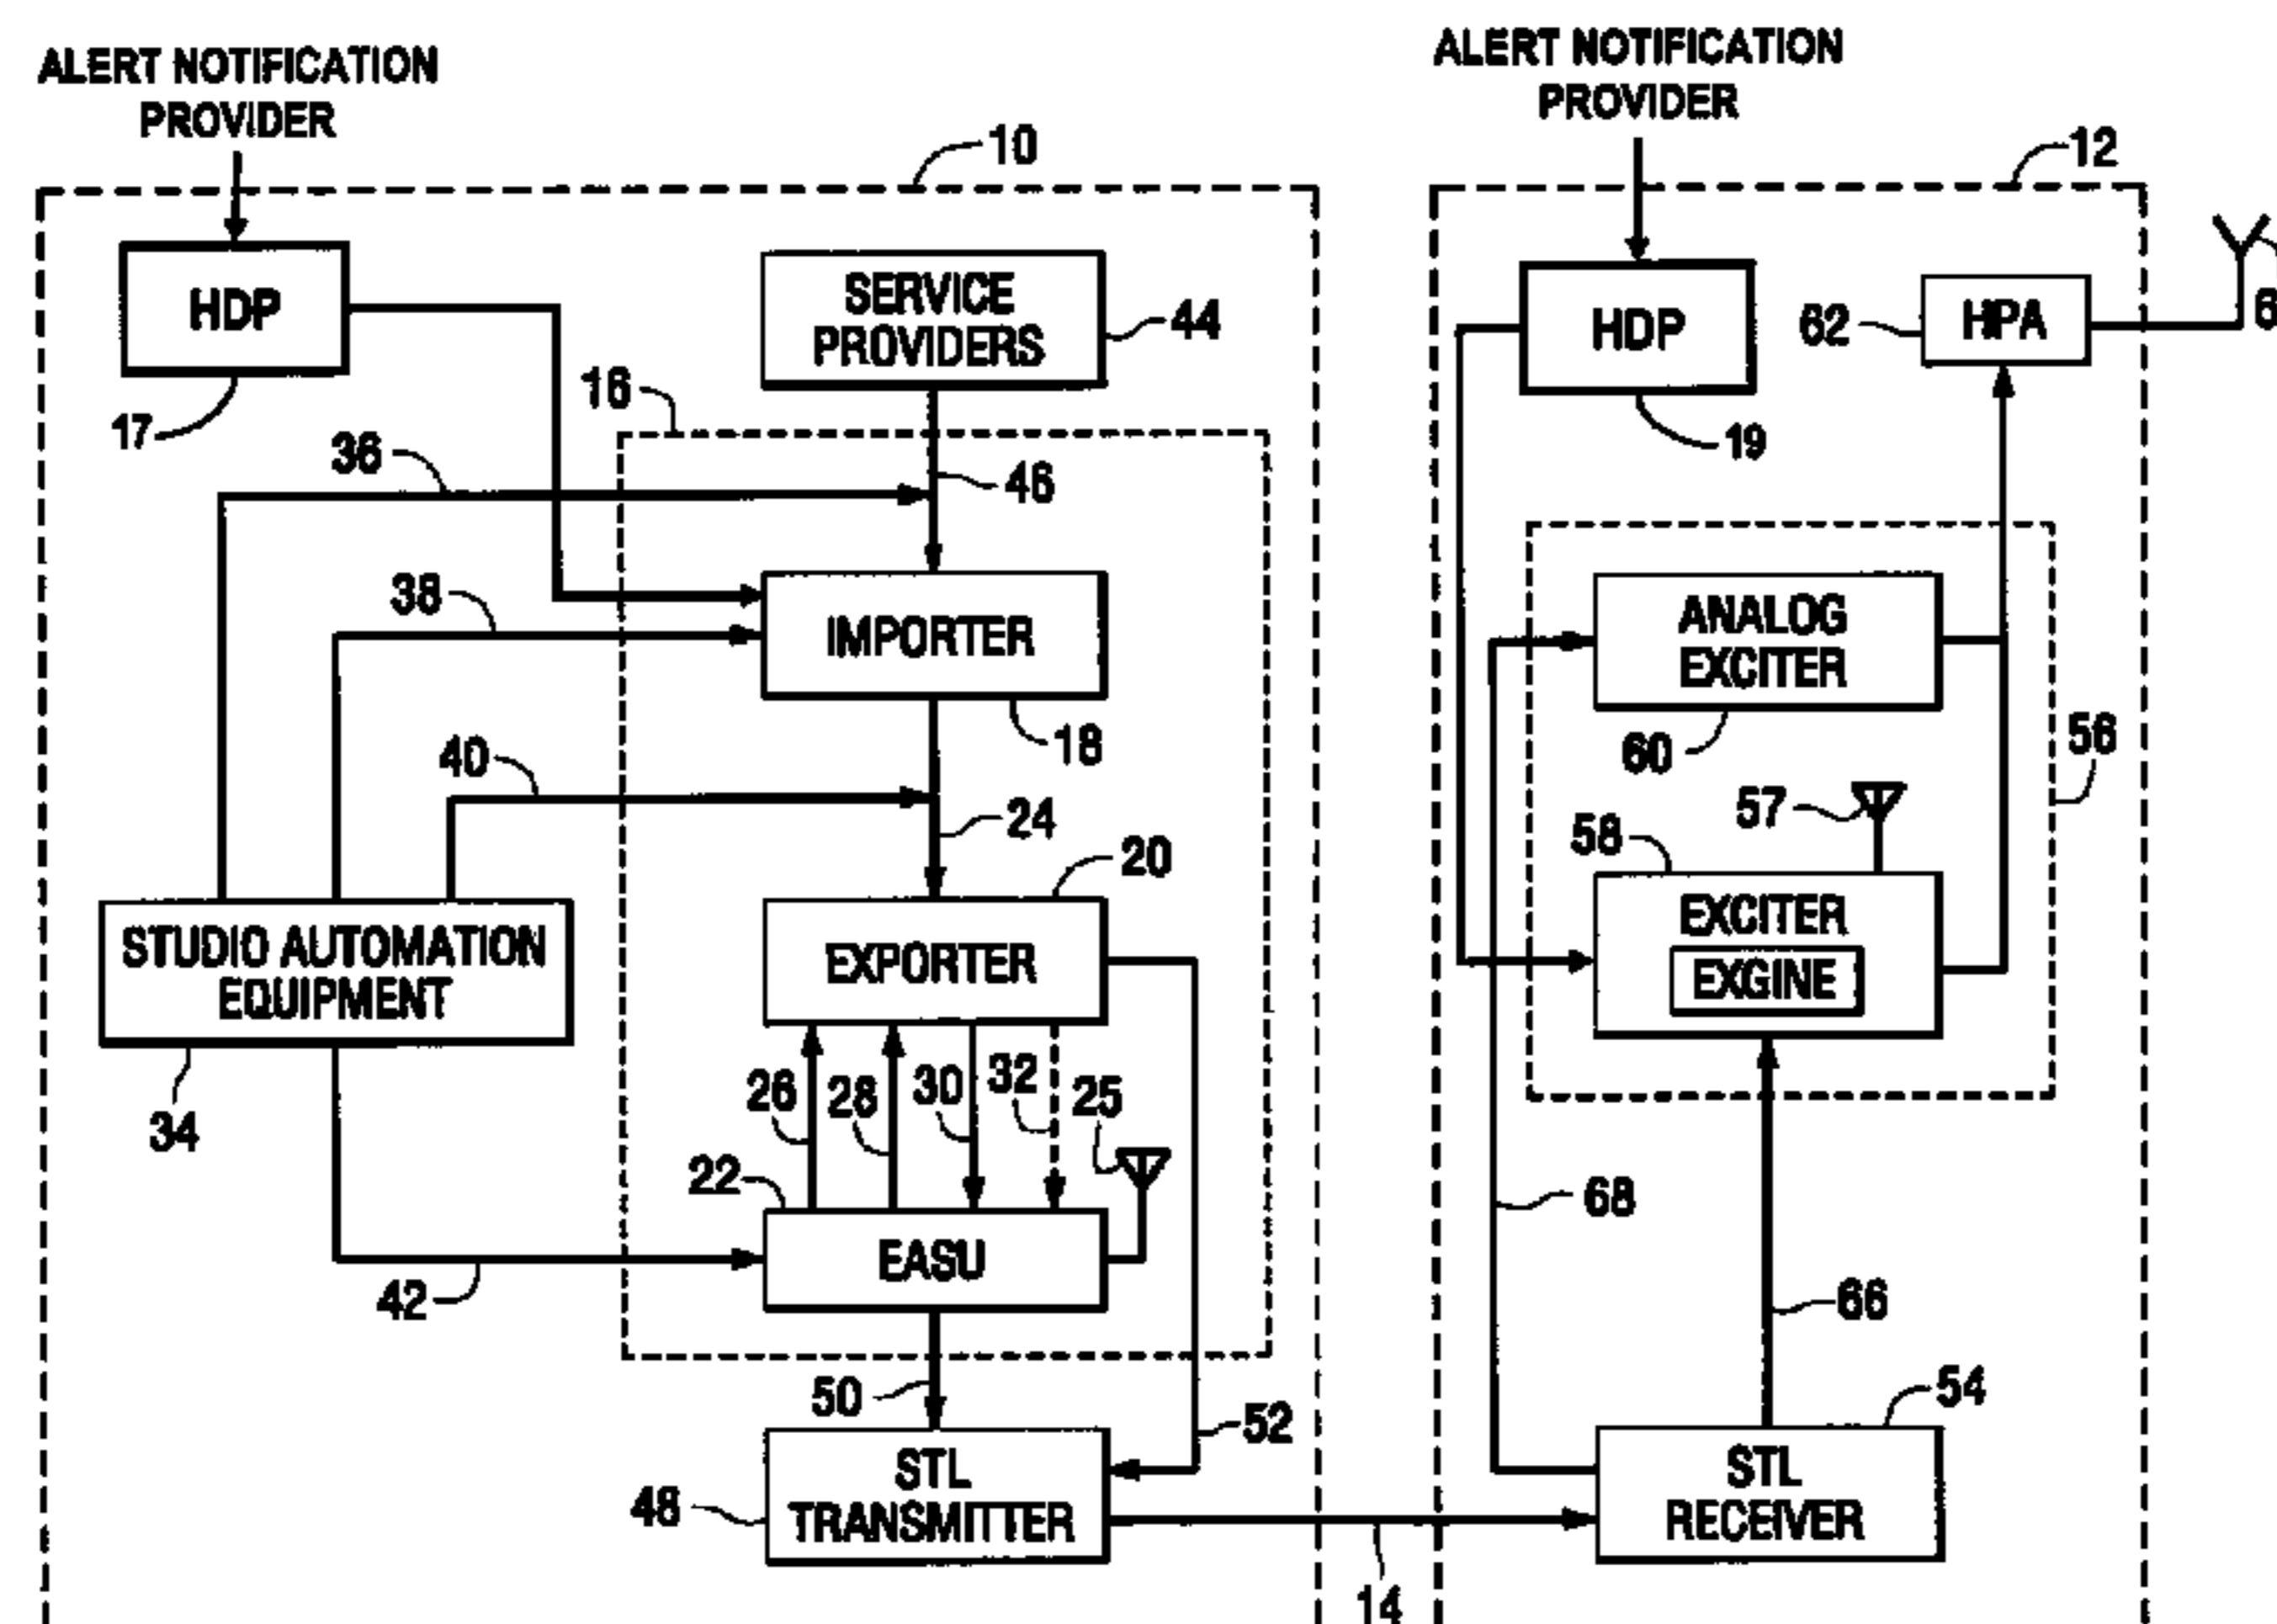 ALERT NOTIFICATION
PROVIDER
ALERT NOTIFICATION
PROVIDER
10
12
HDP
SERVICE
PROVIDERS
44
HDP
62
HPA
17
16
36
46
19
38
IMPORTER
ANALOG
EXCITER
18
60
56
40
24
57
58
20
STUDIO AUTOMATION
EQUIPMENT
EXPORTER
EXCITER
EXGINE
34
26
28
30
32
25
22
68
EASU
42
66
50
52
54
48
STL
TRANSMITTER
STL
RECEIVER
14